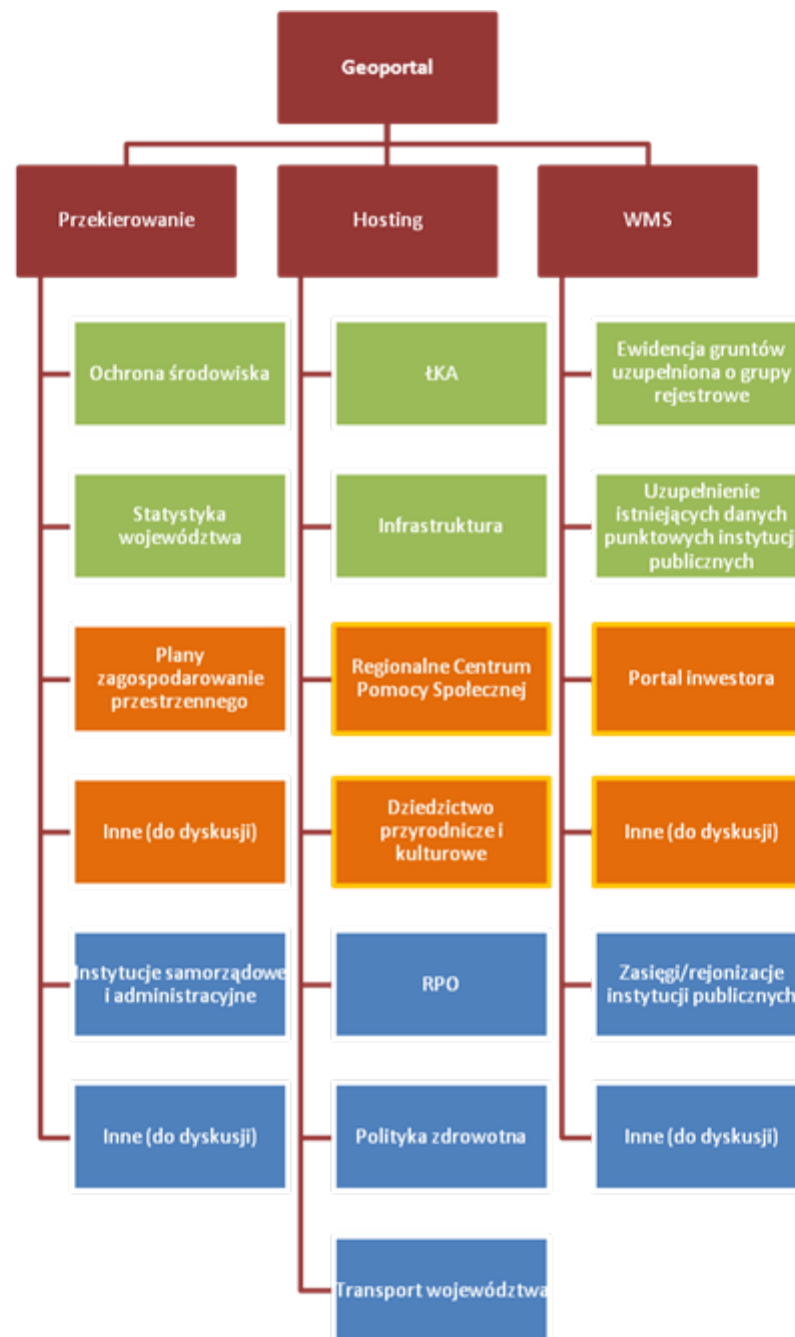 Geoportal
Przekierowanie
Hosting
WMS
Ochrona środowiska
ŁKA
Ewidencja gruntów
uzupełniona o grupy
rejestrowe
Statystyka
województwa
Infrastruktura
Uzupełnienie
istniejących danych
punktowych instytucji
publicznych
Plany
zagospodarowanie
przestrzennego
Regionalne Centrum
Pomocy Społecznej
Portal inwestora
Inne (do dyskusji)
Dziedzictwo
przyrodnicze i
kulturowe
Inne (do dyskusji)
Instytucje samorządowe
i administracyjne
RPO
Zasięgi/rejonizacje
instytucji publicznych
Inne (do dyskusji)
Polityka zdrowotna
Inne (do dyskusji)
Transport województwa